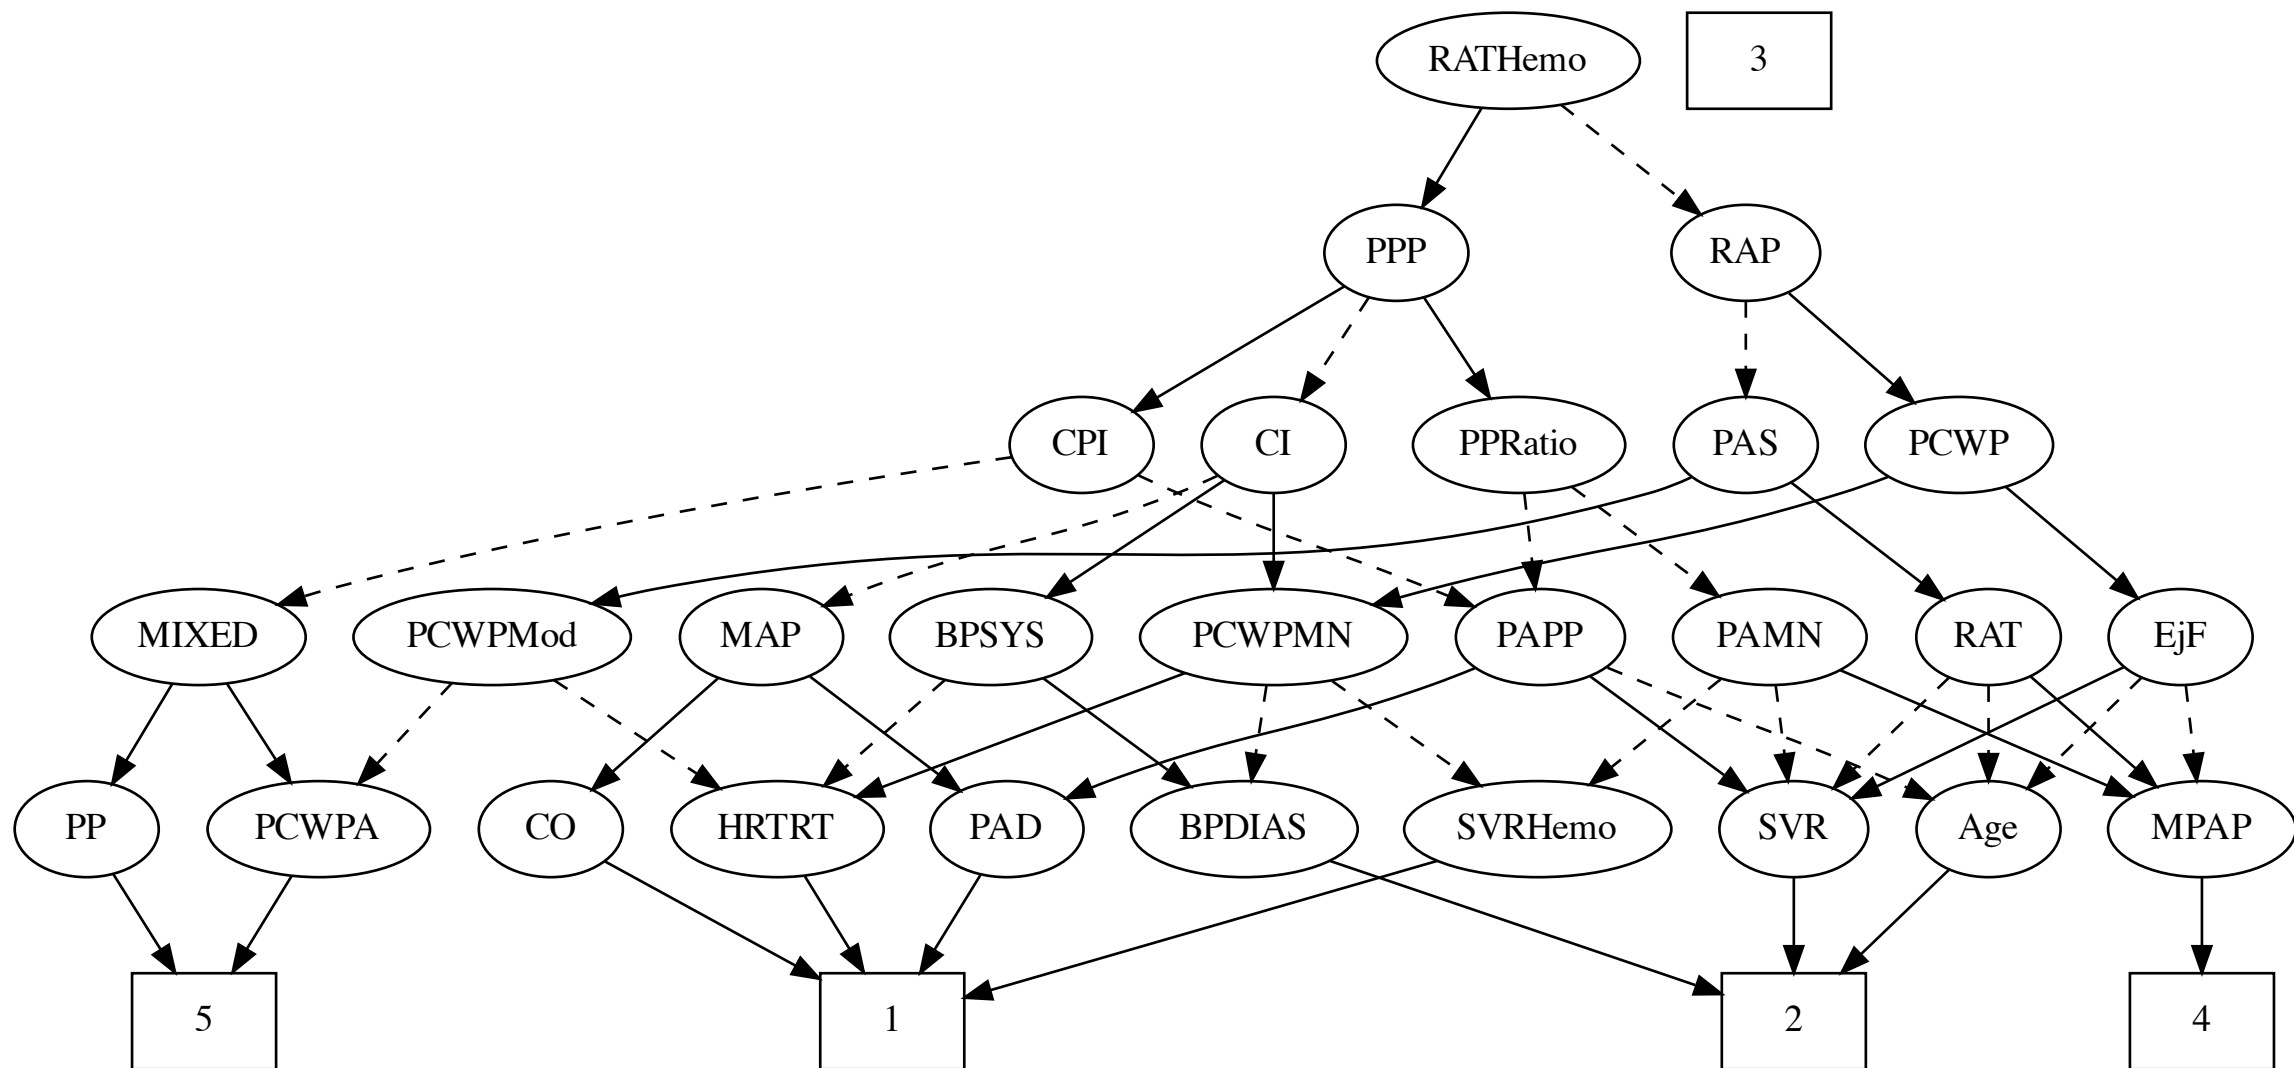 RATHemo
3
PPP
RAP
CPI
CI
PPRatio
PAS
PCWP
MIXED
PCWPMod
MAP
BPSYS
PCWPMN
PAPP
PAMN
RAT
EjF
PP
PCWPA
CO
HRTRT
PAD
BPDIAS
SVRHemo
SVR
Age
MPAP
5
1
2
4